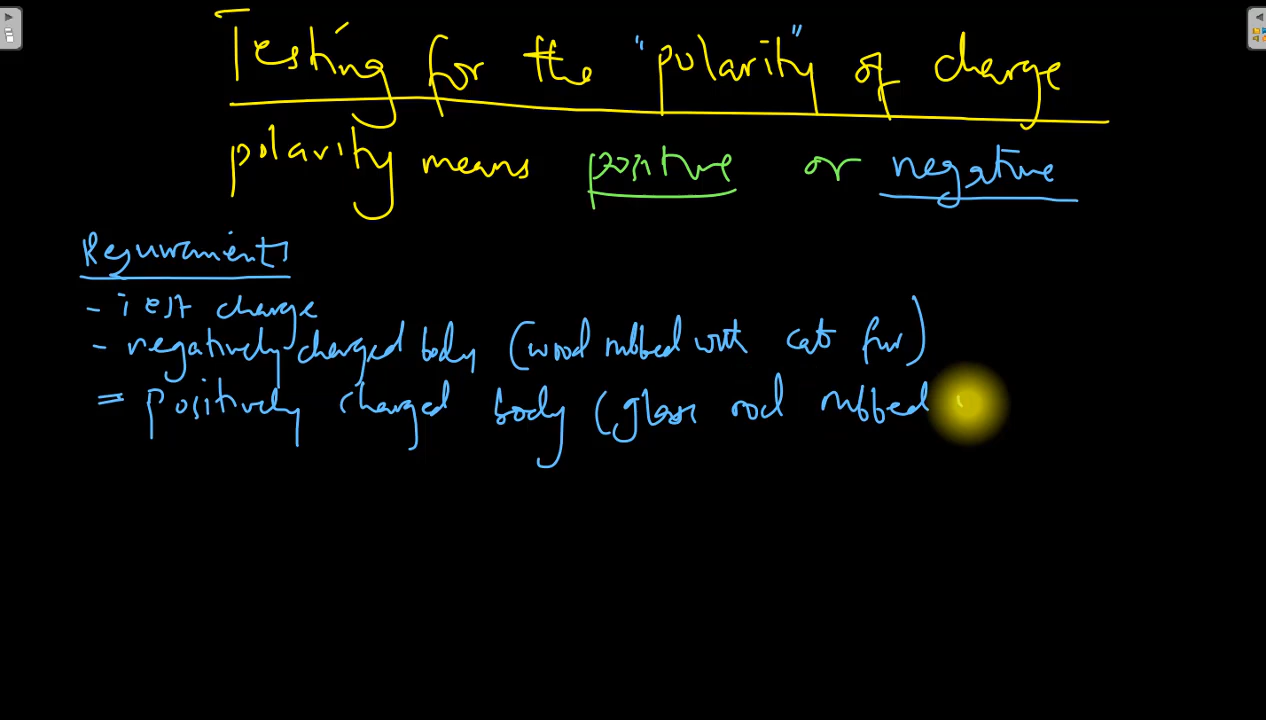 Testing for the "polarity" of charge
polarity means positive or negative
Requirements
- Test charge
- negatively charged body (wood rubbed with cat fur)
= positively charged body (glass rod rubbed